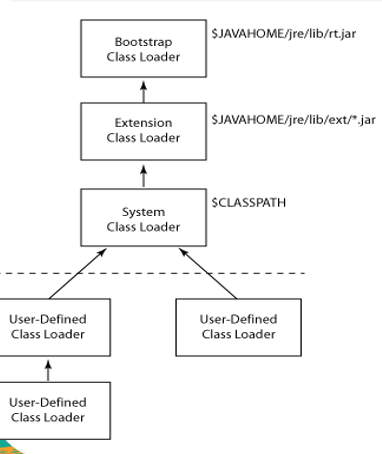 Bootstrap
Class Loader
$JAVAHOME/jre/lib/rt.jar
Extension
Class Loader
$JAVAHOME/jre/lib/ext/*.jar
System
Class Loader
$CLASSPATH
User-Defined
Class Loader
User-Defined
Class Loader
User-Defined
Class Loader